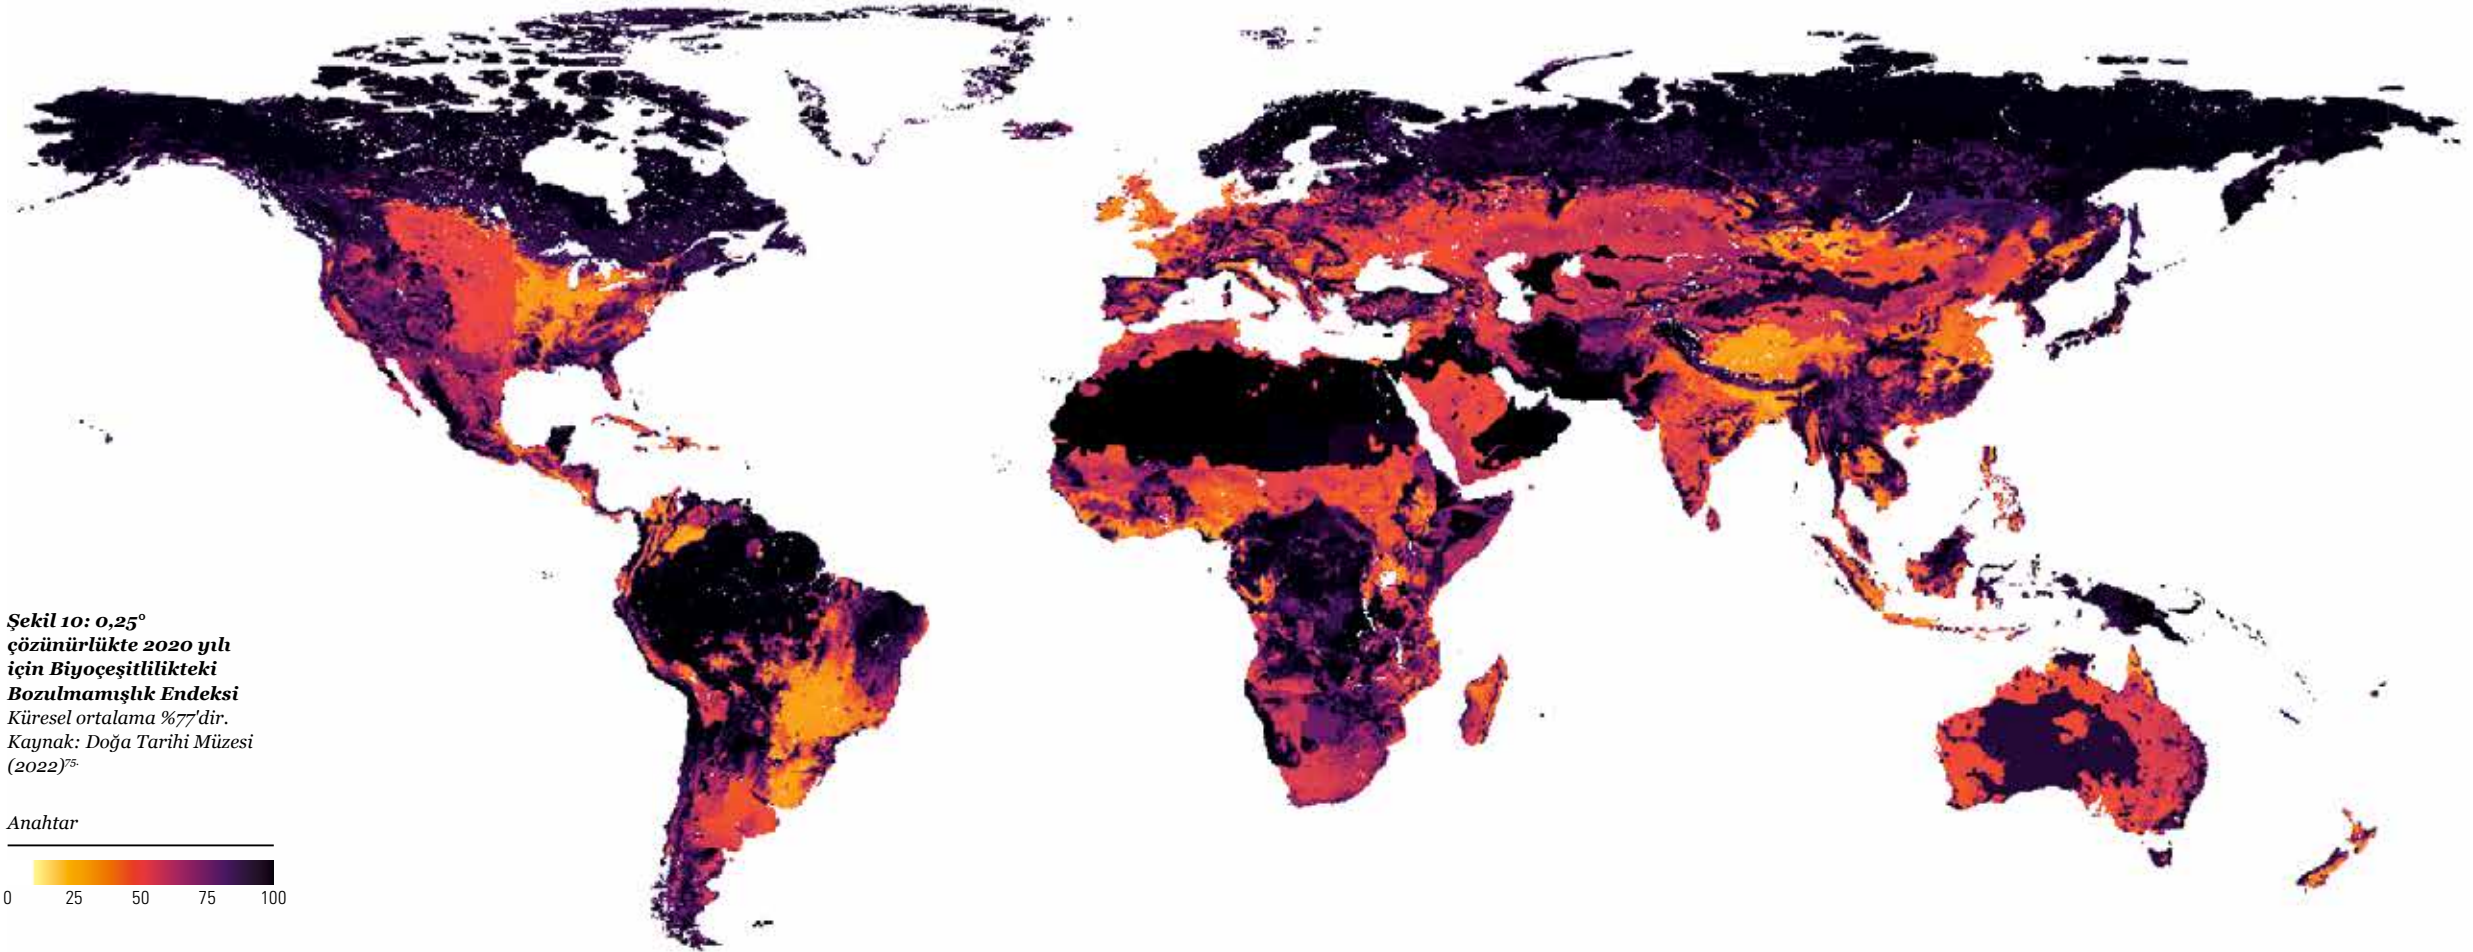 Şekil 10: 0,25°
çözünürlükte 2020 yılı
için Biyoçeşitlilikteki
Bozulmamışlık Endeksi
Küresel ortalama %77'dir.
Kaynak: Doğa Tarihi Müzesi
(2022)75.
Anahtar
0 25 50 75 100